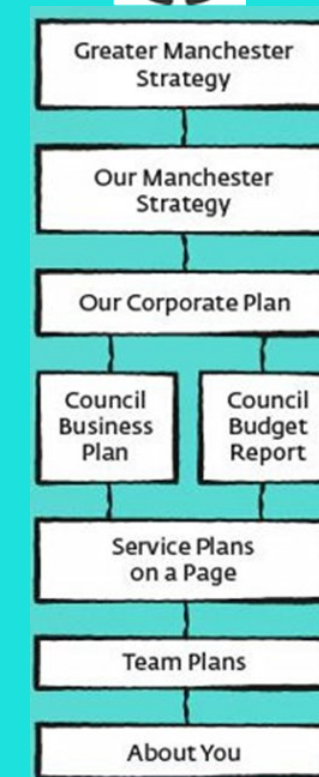 Greater Manchester
Strategy
Our Manchester
Strategy
Our Corporate Plan
Council
Business
Plan
Council
Budget
Report
Service Plans
on a Page
Team Plans
About You